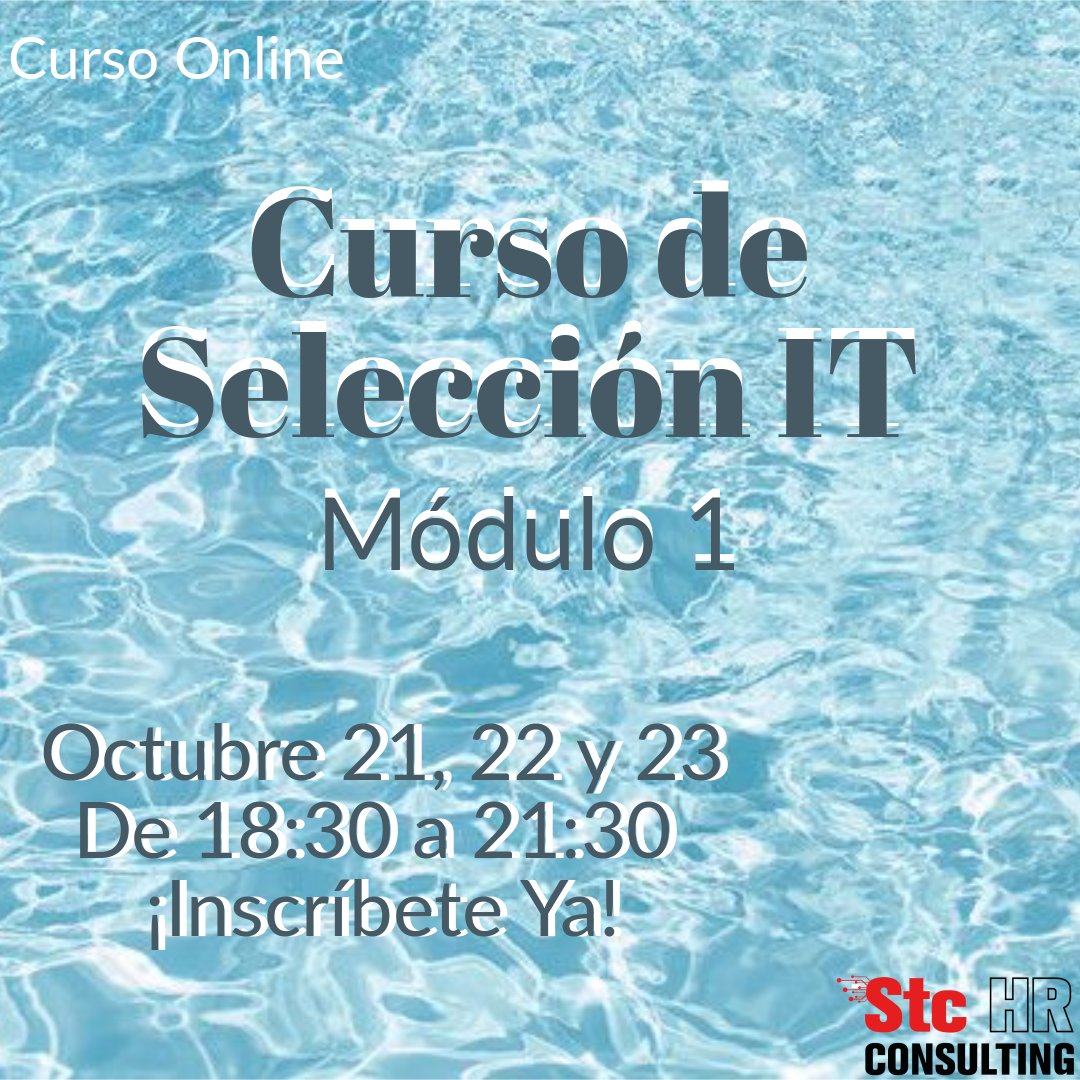 Curso Online
Curso de
Selección IT
Módulo 1
Octubre 21, 22 y 23
De 18:30 a 21:30
¡Inscríbete Ya!
Stc HR
CONSULTING